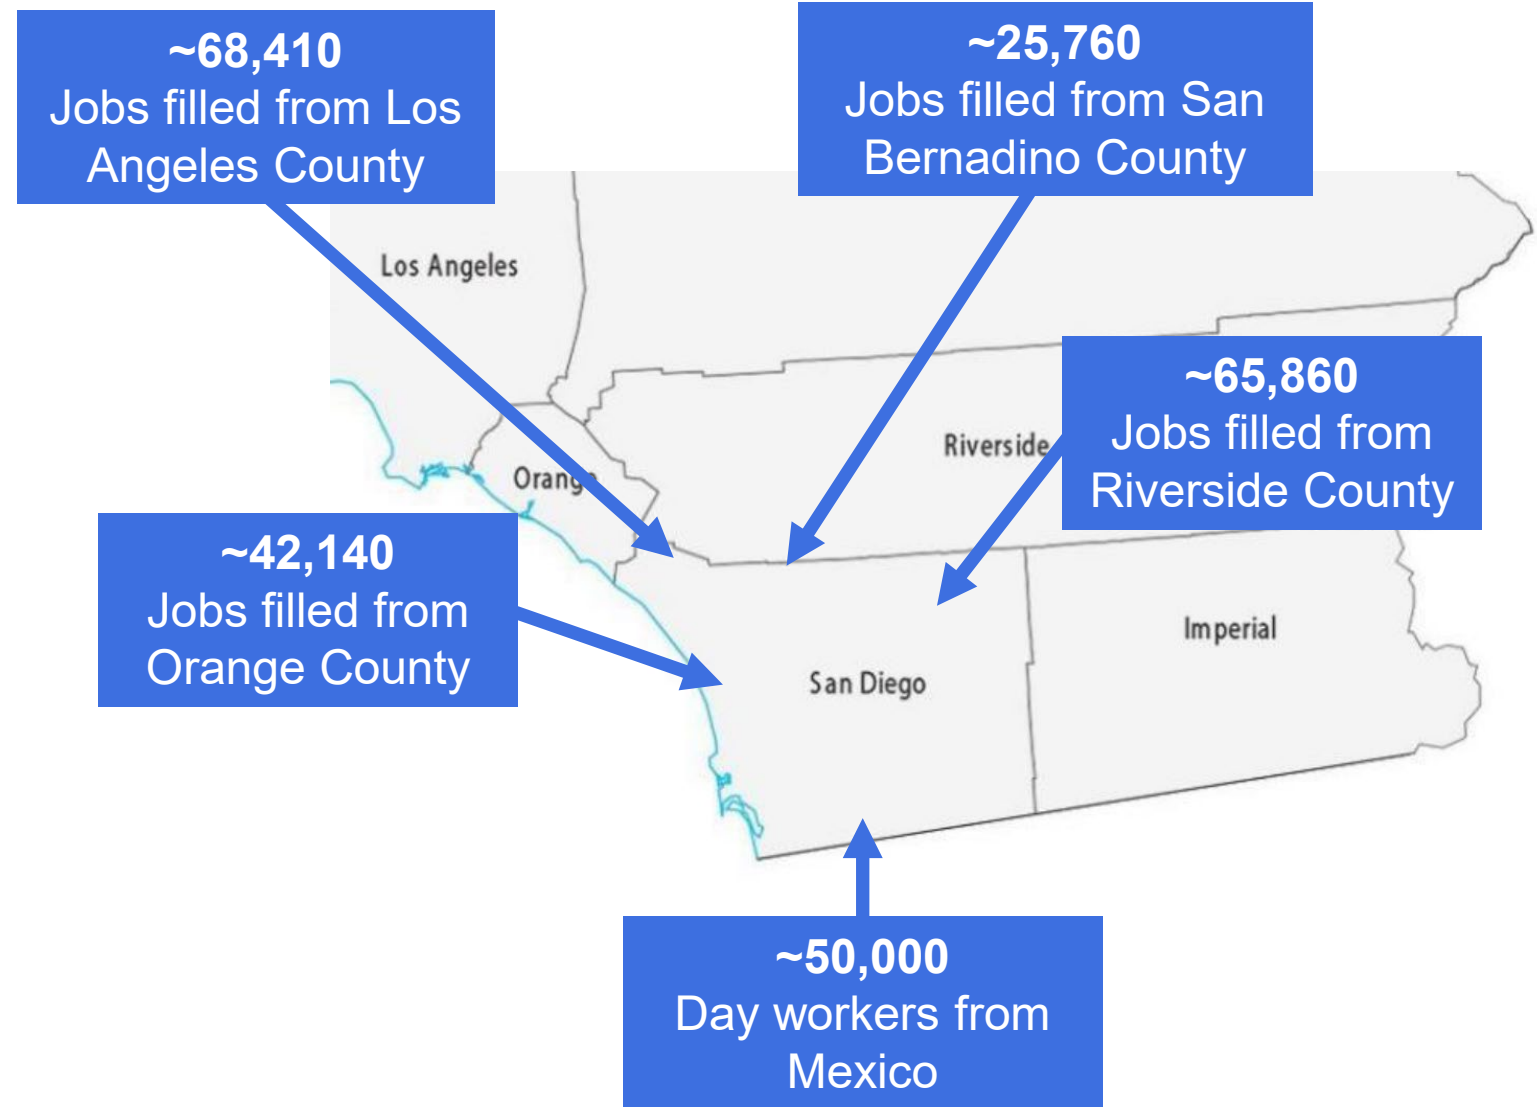 ~68,410
Jobs filled from Los
Angeles County
~25,760
Jobs filled from San
Bernadino County
Los Angeles
~65,860
Jobs filled from
Riverside County
Riverside
Orange
~42,140
Jobs filled from
Orange County
Imperial
San Diego
~50,000
Day workers from
Mexico